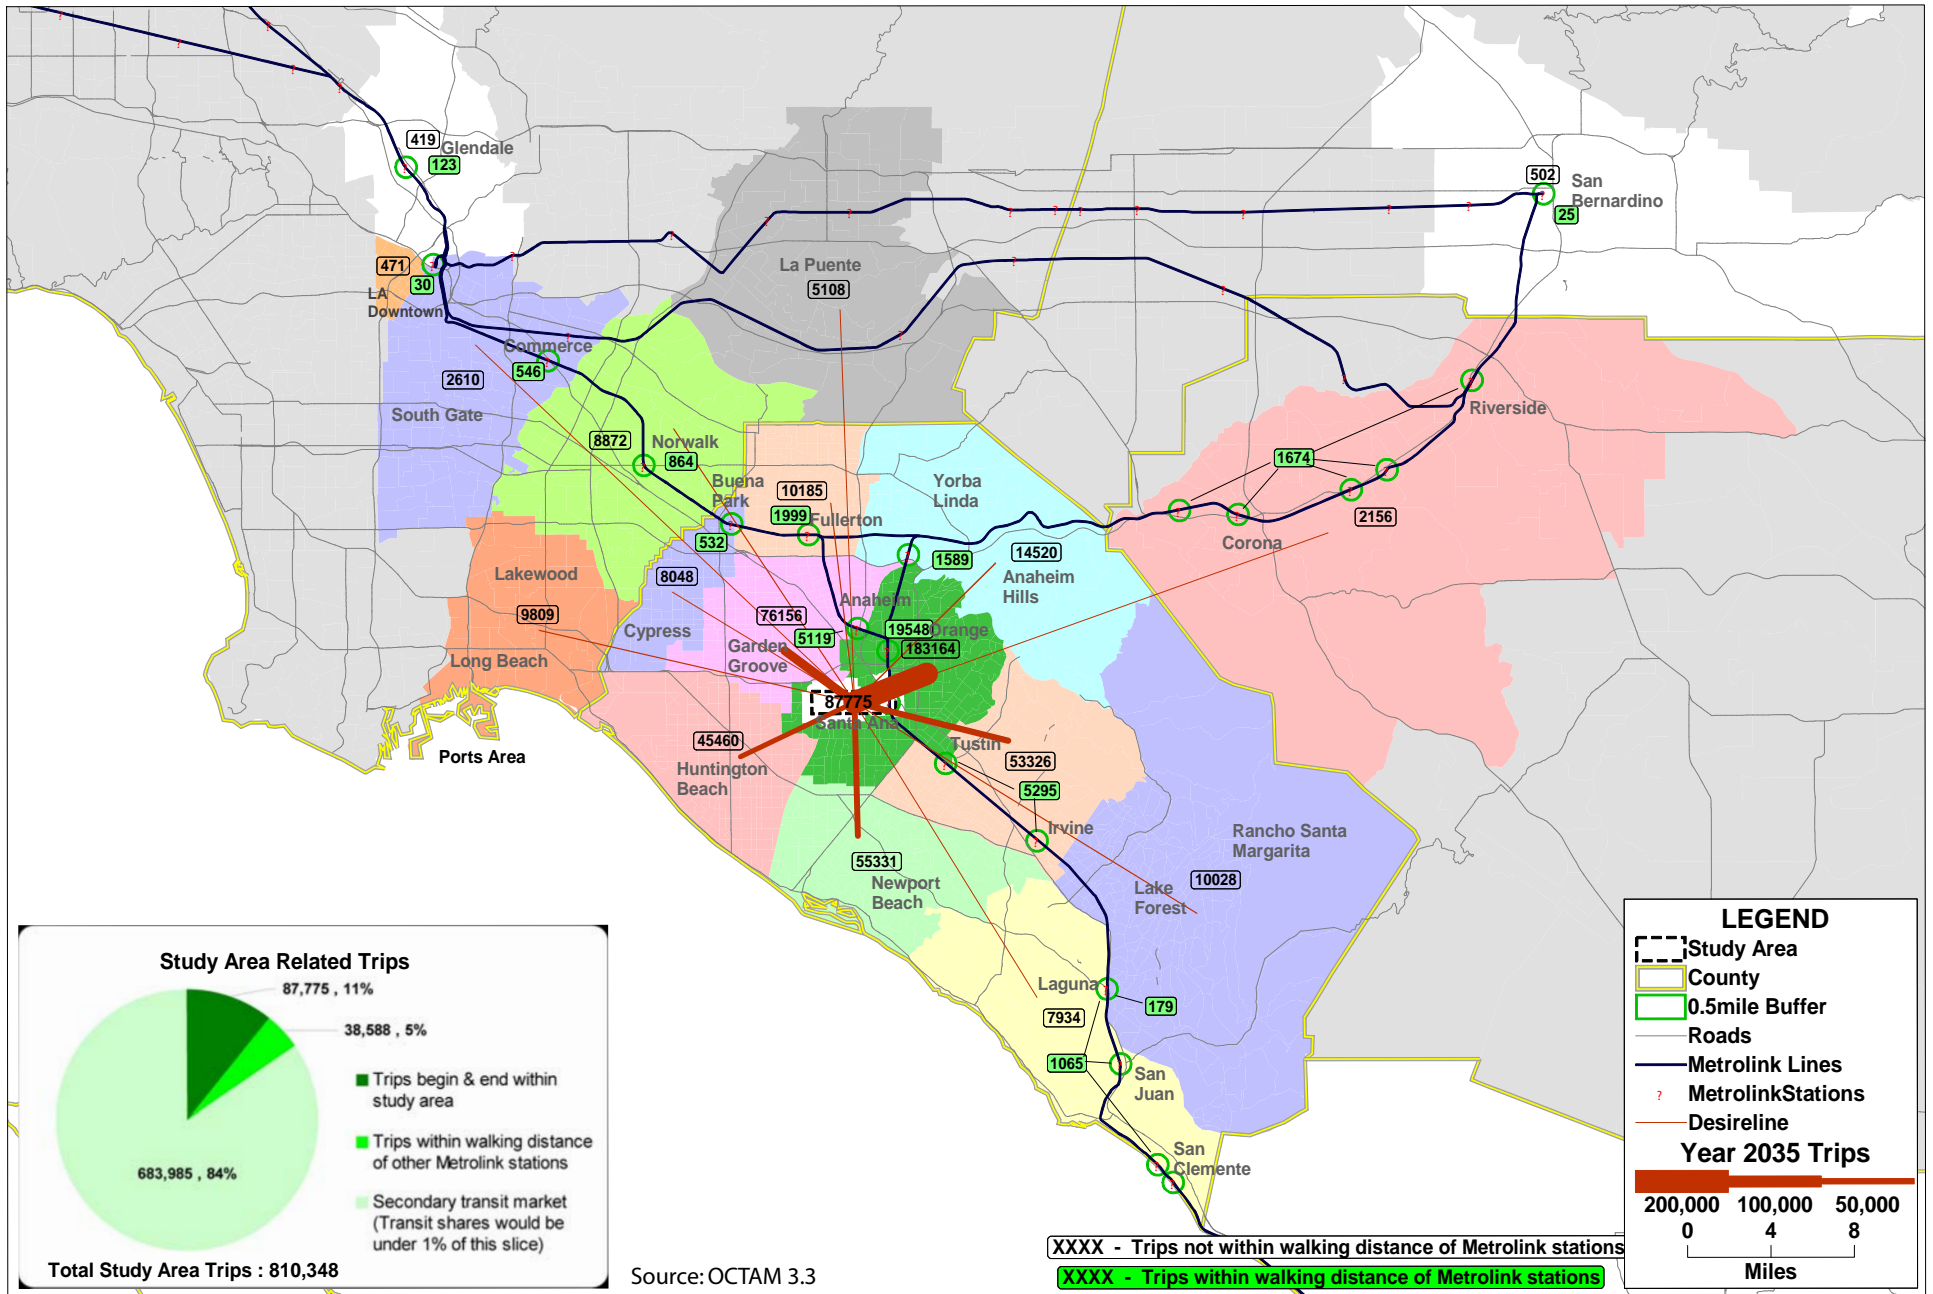 419
Glendale
123
502
San
Bernardino
25
471
30
LA
Downtown
La Puente
5108
Commerce
546
2610
South Gate
8872
Norwalk
864
Riverside
1674
2156
Corona
Buena
Park
532
10185
1999
Fullerton
Yorba
Linda
1589
14520
Anaheim
Hills
Lakewood
9809
Long Beach
8048
Cypress
76156
Anaheim
5119
Garden
Groove
19548
Orange
183164
87775
Santa Ana
Ports Area
45460
Huntington
Beach
Tustin
53326
5295
Irvine
55331
Newport
Beach
Rancho Santa
Margarita
10028
Lake
Forest
Laguna
179
7934
1065
San
Juan
San
Clemente
Study Area Related Trips
87,775 , 11%
38,588 , 5%
683,985 , 84%
Trips begin & end within
study area
Trips within walking distance
of other Metrolink stations
Secondary transit market
(Transit shares would be
under 1% of this slice)
Total Study Area Trips : 810,348
Source: OCTAM 3.3
XXXX - Trips not within walking distance of Metrolink stations
XXXX - Trips within walking distance of Metrolink stations
LEGEND
Study Area
County
0.5mile Buffer
Roads
Metrolink Lines
? MetrolinkStations
Desireline
Year 2035 Trips
200,000 100,000 50,000
0 4 8
Miles